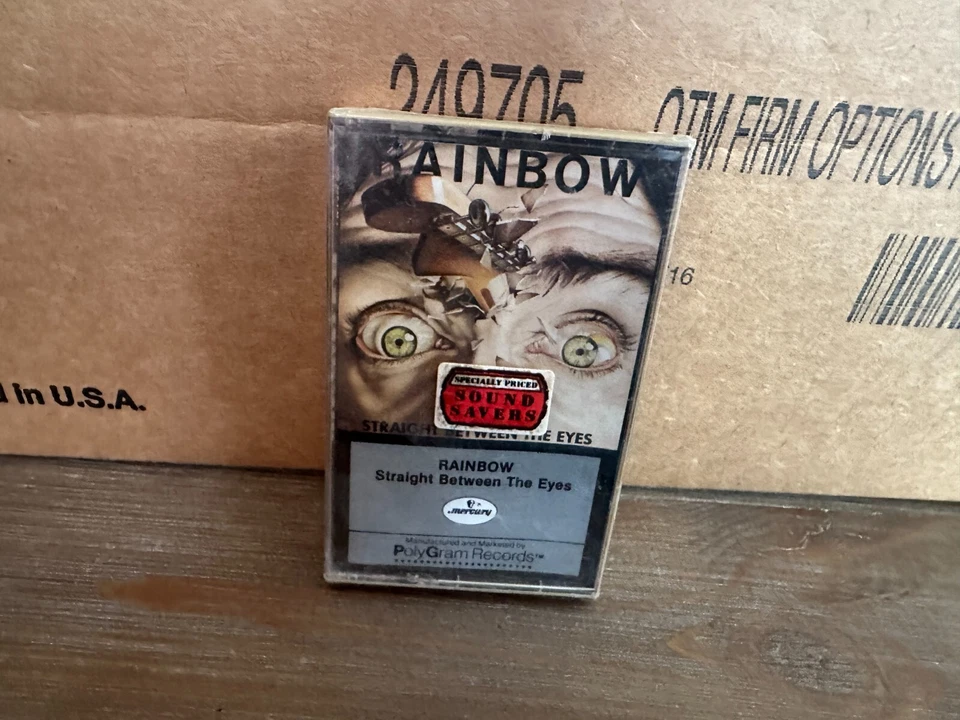 249705
OTM FIRM OPTIONS
16
d in U.S.A.
RAINBOW
SPECIALLY PRICED
SOUND
SAVERS
STRAIGHT BETWEEN THE EYES
RAINBOW
Straight Between The Eyes
mercury
Manufactured and Marketed by
PolyGram Records™